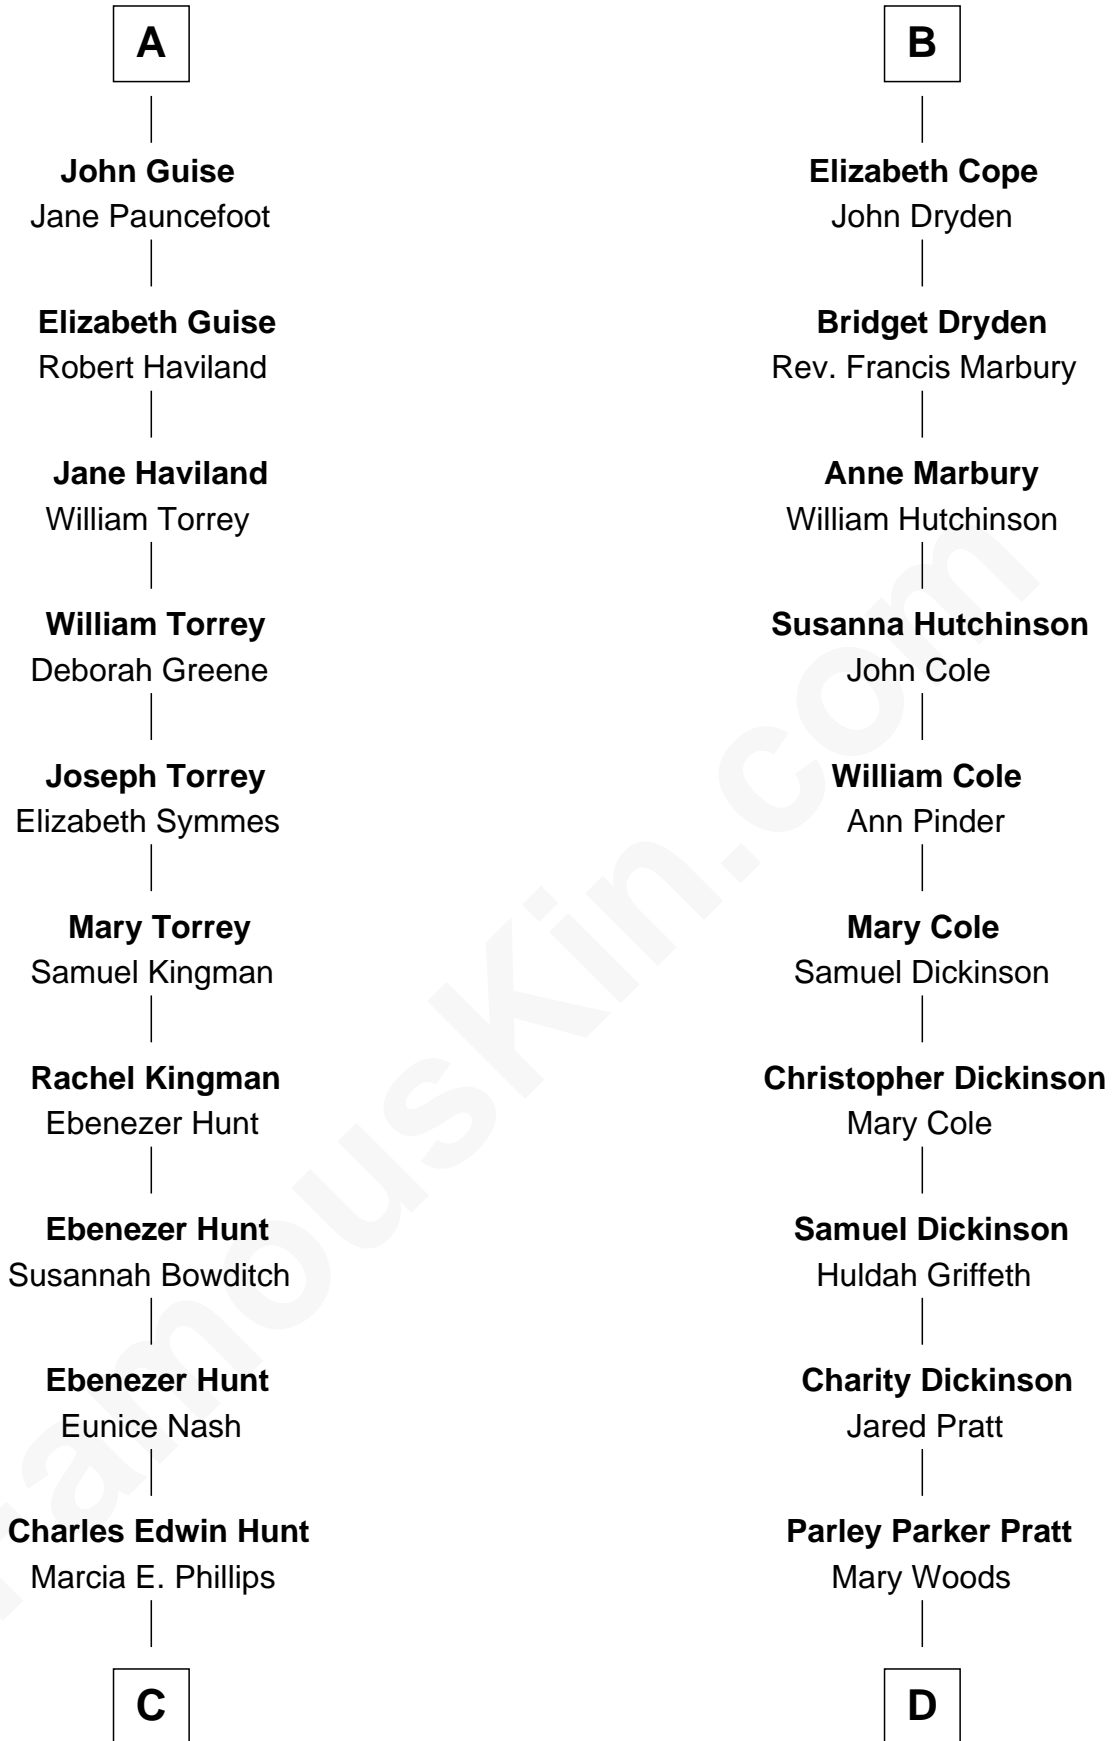 A
John Guise
Jane Pauncefoot
Elizabeth Guise
Robert Haviland
Jane Haviland
William Torrey
William Torrey
Deborah Greene
Joseph Torrey
Elizabeth Symmes
Mary Torrey
Samuel Kingman
Rachel Kingman
Ebenezer Hunt
Ebenezer Hunt
Susannah Bowditch
Ebenezer Hunt
Eunice Nash
Charles Edwin Hunt
Marcia E. Phillips
C
B
Elizabeth Cope
John Dryden
Bridget Dryden
Rev. Francis Marbury
Anne Marbury
William Hutchinson
Susanna Hutchinson
John Cole
William Cole
Ann Pinder
Mary Cole
Samuel Dickinson
Christopher Dickinson
Mary Cole
Samuel Dickinson
Huldah Griffeth
Charity Dickinson
Jared Pratt
Parley Parker Pratt
Mary Woods
D
FamousKin.com